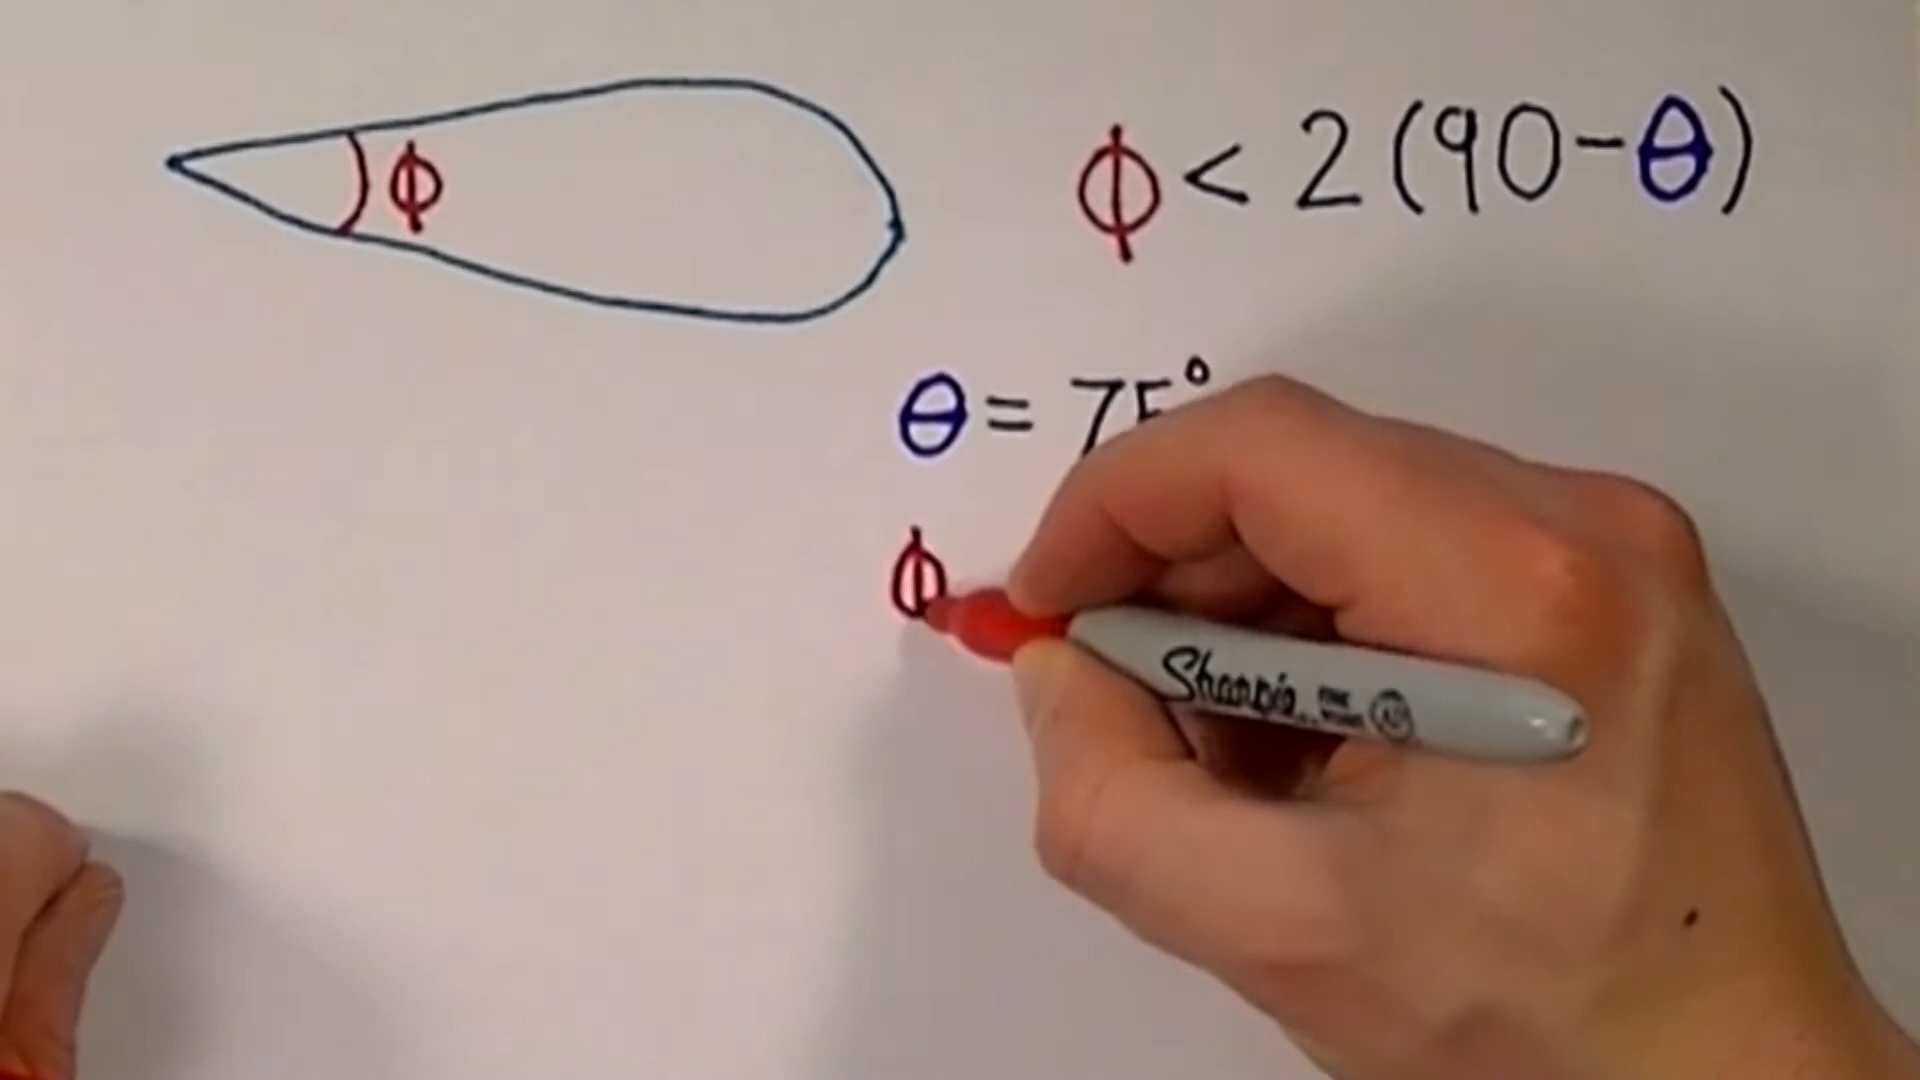 ϕ
ϕ < 2(90-θ)
θ = 75°
ϕ
Sharpie